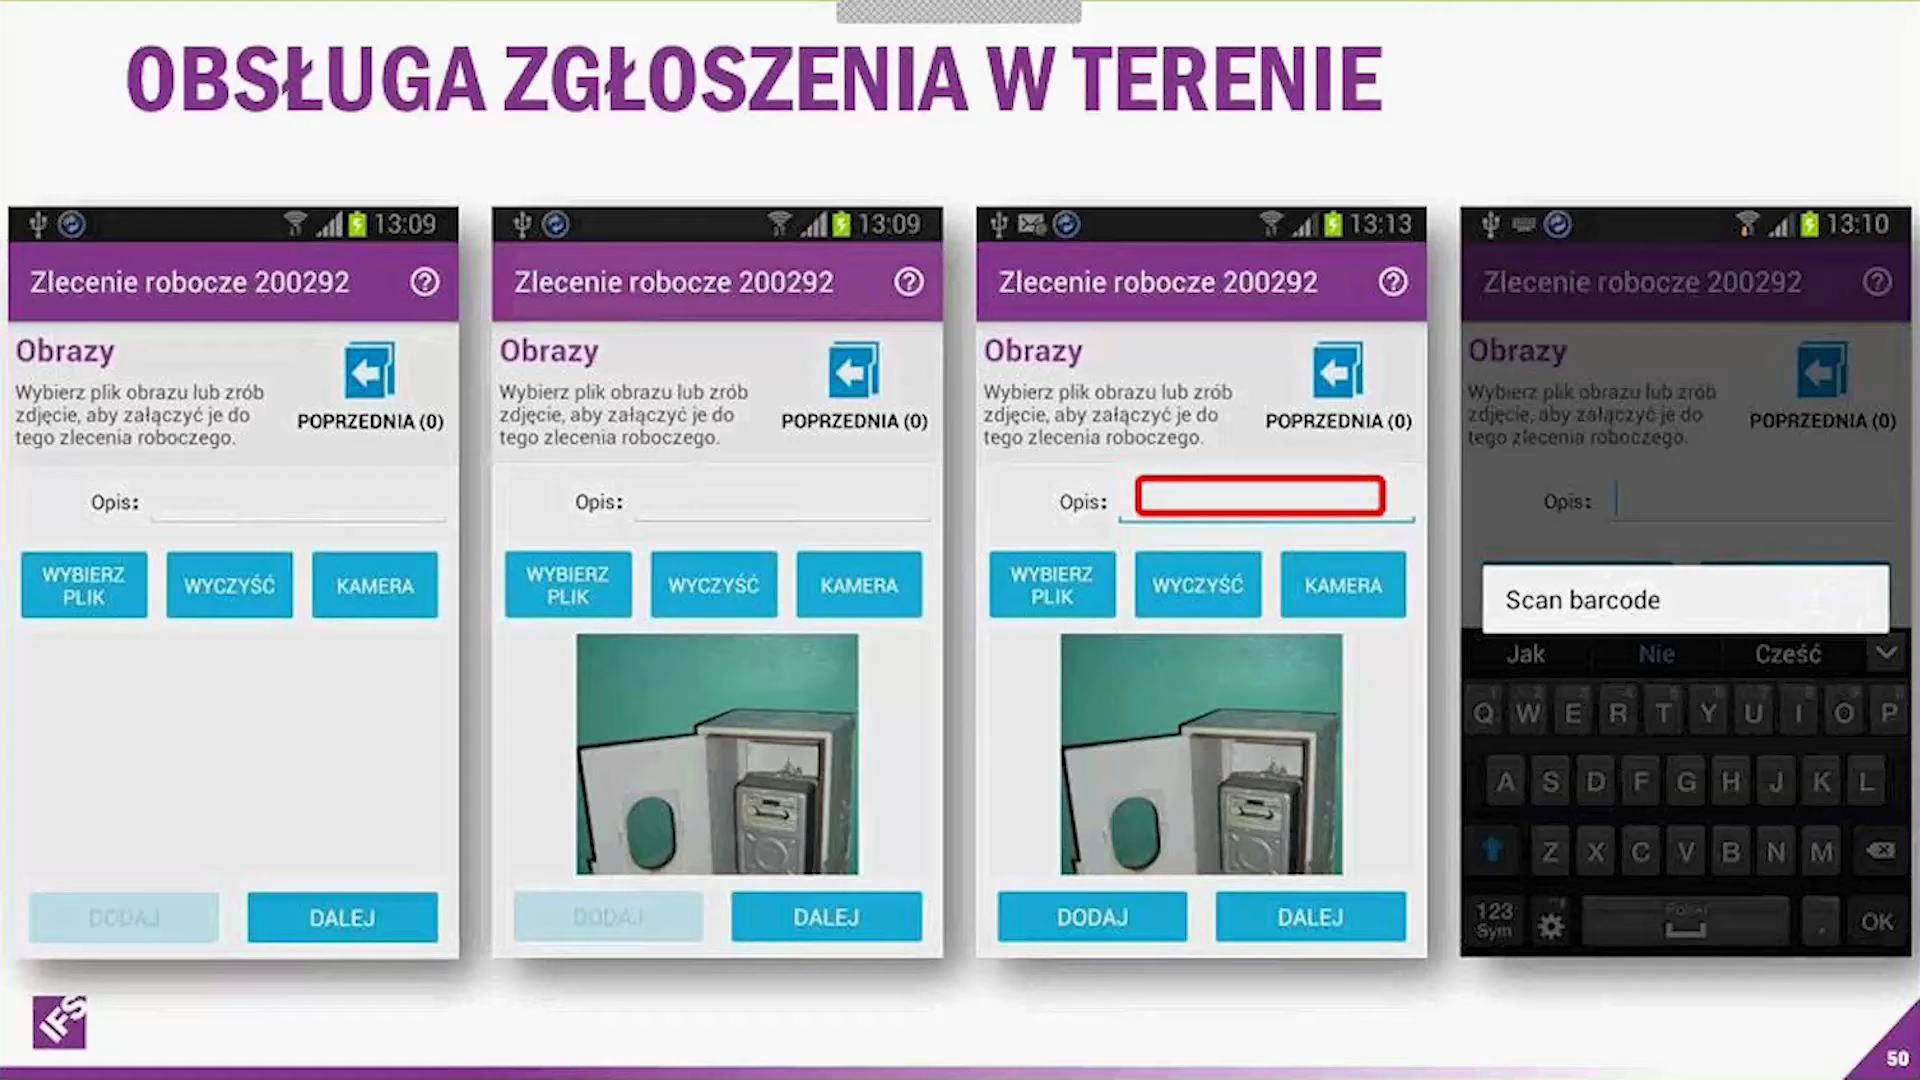 OBSŁUGA ZGŁOSZENIA W TERENIE
13:09
Zlecenie robocze 200292
Obrazy
Wybierz plik obrazu lub zrób
zdjęcie, aby załączyć je do
tego zlecenia roboczego.
POPRZEDNIA (0)
Opis:
WYBIERZ
PLIK
WYCZYŚĆ
KAMERA
DODAJ
DALEJ
13:09
Zlecenie robocze 200292
Obrazy
Wybierz plik obrazu lub zrób
zdjęcie, aby załączyć je do
tego zlecenia roboczego.
POPRZEDNIA (0)
Opis:
WYBIERZ
PLIK
WYCZYŚĆ
KAMERA
DODAJ
DALEJ
13:13
Zlecenie robocze 200292
Obrazy
Wybierz plik obrazu lub zrób
zdjęcie, aby załączyć je do
tego zlecenia roboczego.
POPRZEDNIA (0)
Opis:
WYBIERZ
PLIK
WYCZYŚĆ
KAMERA
DODAJ
DALEJ
13:10
Zlecenie robocze 200292
Obrazy
Wybierz plik obrazu lub zrób
zdjęcie, aby załączyć je do
tego zlecenia roboczego.
POPRZEDNIA (0)
Opis:
Scan barcode
Jak Nie Cześć
Q W E R T Y U I O P
A S D F G H J K L
Z X C V B N M
123
Sym
Polski
. OK
IFS
50